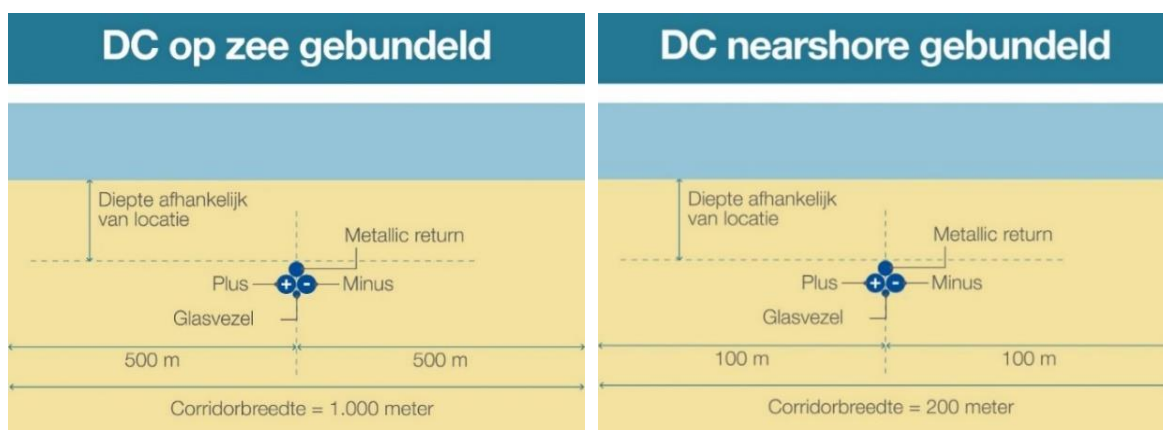 DC op zee gebundeld
Diepte afhankelijk
van locatie
Metallic return
Plus
+
-
Minus
Glasvezel
500 m
500 m
Corridorbreedte = 1.000 meter
DC nearshore gebundeld
Diepte afhankelijk
van locatie
Metallic return
Plus
+
-
Minus
Glasvezel
100 m
100 m
Corridorbreedte = 200 meter